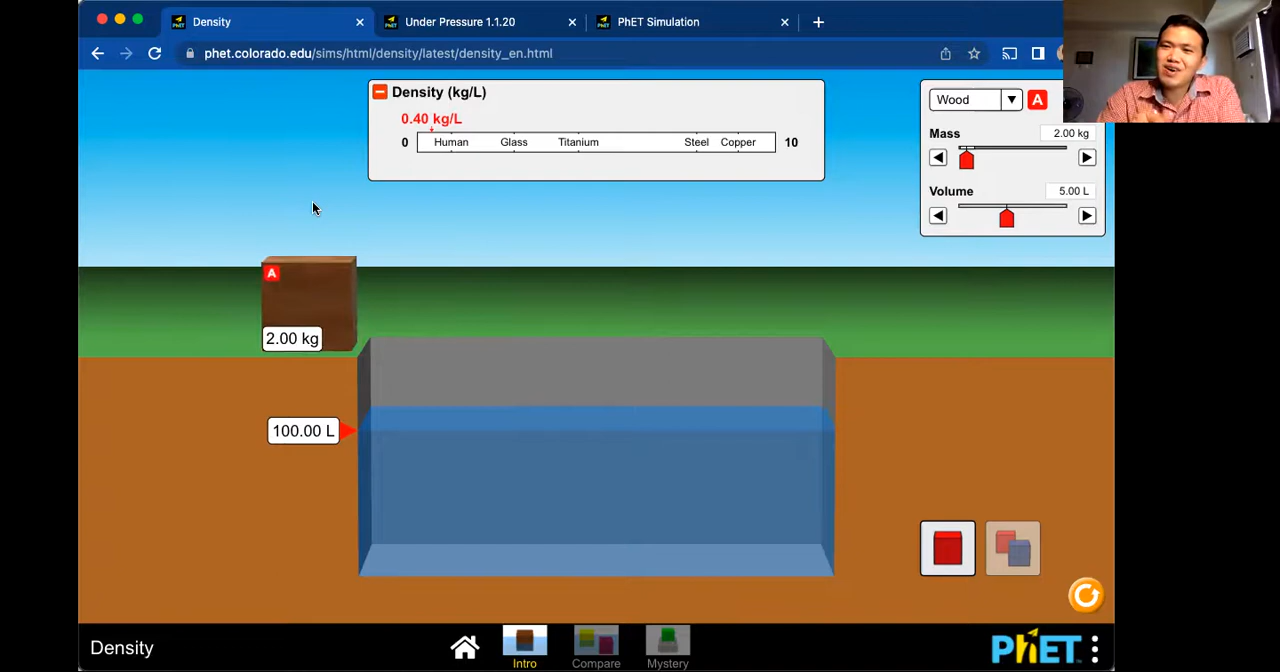 Density
Under Pressure 1.1.20
PhET Simulation
phet.colorado.edu/sims/html/density/latest/density_en.html
Density (kg/L)
0.40 kg/L
0 Human Glass Titanium Steel Copper 10
Wood A
Mass 2.00 kg
Volume 5.00 L
A
2.00 kg
100.00 L
Density
Intro
Compare
Mystery
PhET